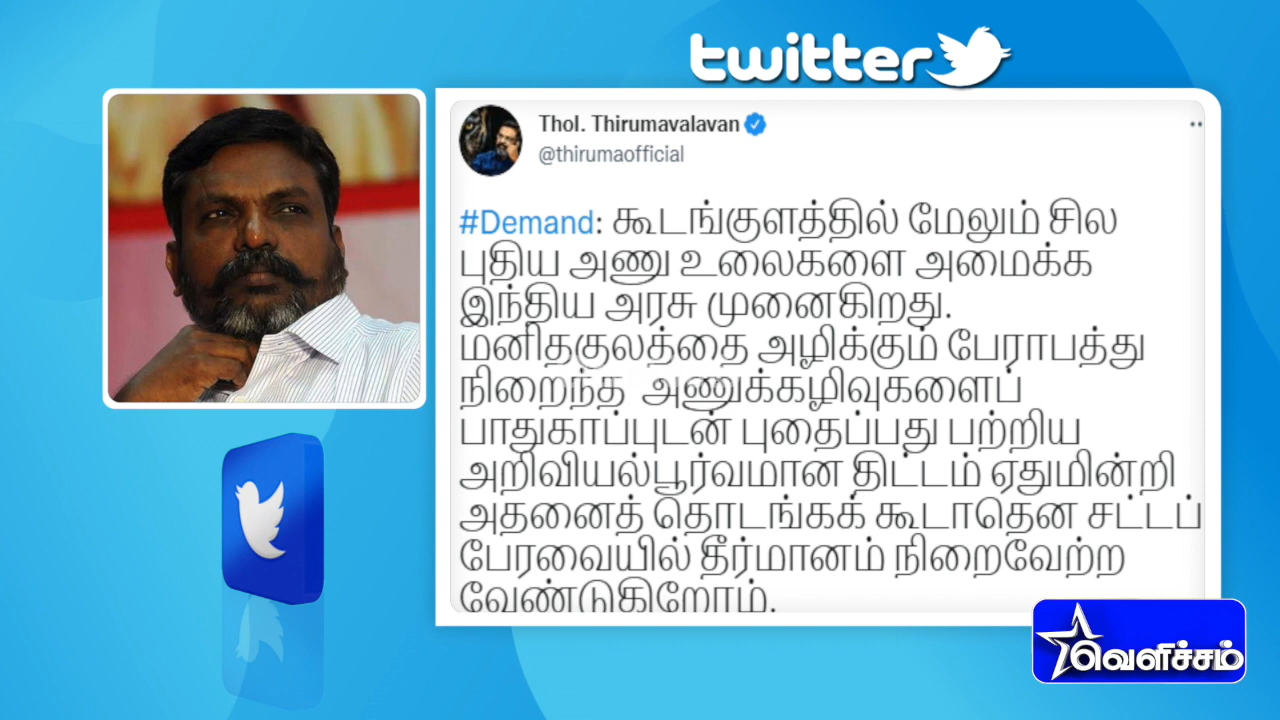 twitter
Thol. Thirumavalavan
@thirumaofficial
#Demand: கூடங்குளத்தில் மேலும் சில
புதிய அணு உலைகளை அமைக்க
இந்திய அரசு முனைகிறது.
மனிதகுலத்தை அழிக்கும் பேராபத்து
நிறைந்த அணுக்கழிவுகளைப்
பாதுகாப்புடன் புதைப்பது பற்றிய
அறிவியல்பூர்வமான திட்டம் ஏதுமின்றி
அதனைத் தொடங்கக் கூடாதென சட்டப்
பேரவையில் தீர்மானம் நிறைவேற்ற
வேண்டுகிறோம்.
வெளிச்சம்